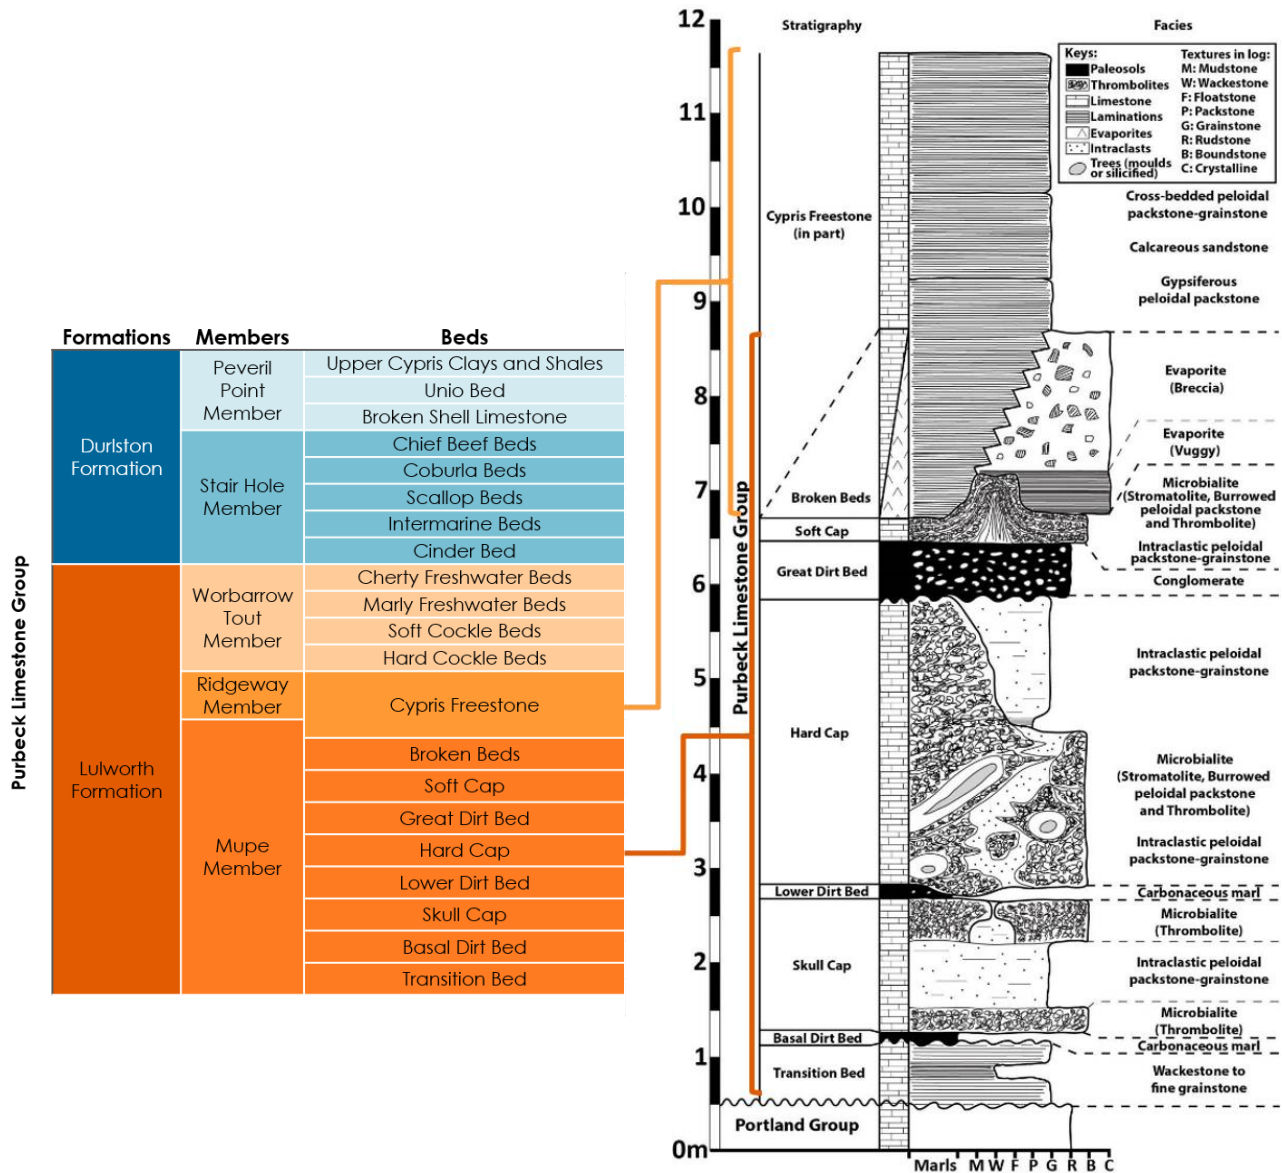 Purbeck Limestone Group
Formations Members Beds
Durlston
Formation
Lulworth
Formation
Peveril
Point
Member
Stair Hole
Member
Worbarrow
Tout
Member
Ridgeway
Member
Mupe
Member
Upper Cypris Clays and Shales
Unio Bed
Broken Shell Limestone
Chief Beef Beds
Coburla Beds
Scallop Beds
Intermarine Beds
Cinder Bed
Cherty Freshwater Beds
Marly Freshwater Beds
Soft Cockle Beds
Hard Cockle Beds
Cypris Freestone
Broken Beds
Soft Cap
Great Dirt Bed
Hard Cap
Lower Dirt Bed
Skull Cap
Basal Dirt Bed
Transition Bed
12
11
10
9
8
7
6
5
4
3
2
1
0m
Purbeck Limestone Group
Stratigraphy
Cypris Freestone
(in part)
Broken Beds
Soft Cap
Great Dirt Bed
Hard Cap
Lower Dirt Bed
Skull Cap
Basal Dirt Bed
Transition Bed
Portland Group
Marls M W F P G R B C
Facies
Keys:
Paleosols
Thrombolites
Limestone
Laminations
Evaporites
Intraclasts
Trees (moulds
or silicified)
Textures in log:
M: Mudstone
W: Wackestone
F: Floatstone
P: Packstone
G: Grainstone
R: Rudstone
B: Boundstone
C: Crystalline
Cross-bedded peloidal
packstone-grainstone
Calcareous sandstone
Gypsiferous
peloidal packstone
Evaporite
(Breccia)
Evaporite
(Vuggy)
Microbialite
(Stromatolite, Burrowed
peloidal packstone
and Thrombolite)
Intraclastic peloidal
packstone-grainstone
Conglomerate
Intraclastic peloidal
packstone-grainstone
Microbialite
(Stromatolite, Burrowed
peloidal packstone
and Thrombolite)
Intraclastic peloidal
packstone-grainstone
Carbonaceous marl
Microbialite
(Thrombolite)
Intraclastic peloidal
packstone-grainstone
Microbialite
(Thrombolite)
Carbonaceous marl
Wackestone to
fine grainstone